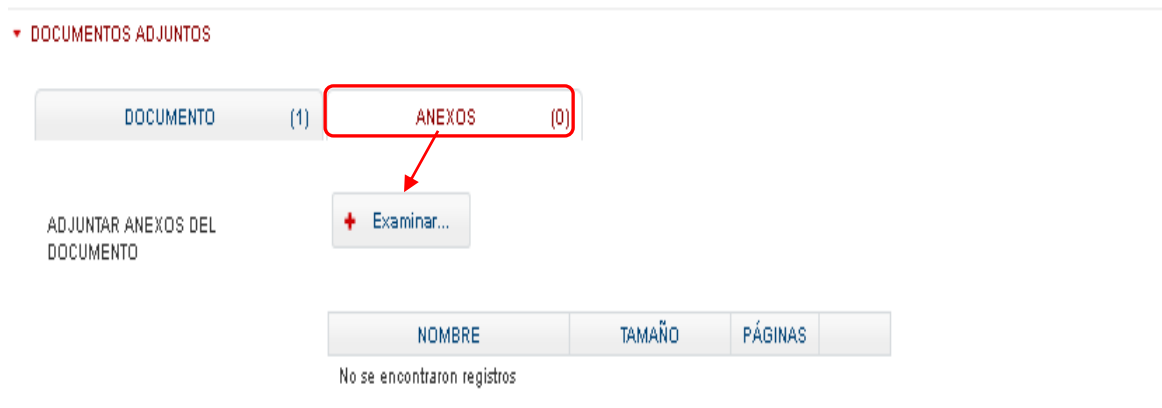 DOCUMENTOS ADJUNTOS
DOCUMENTO (1) ANEXOS (0)
ADJUNTAR ANEXOS DEL
DOCUMENTO
Examinar...
NOMBRE TAMAÑO PÁGINAS
No se encontraron registros